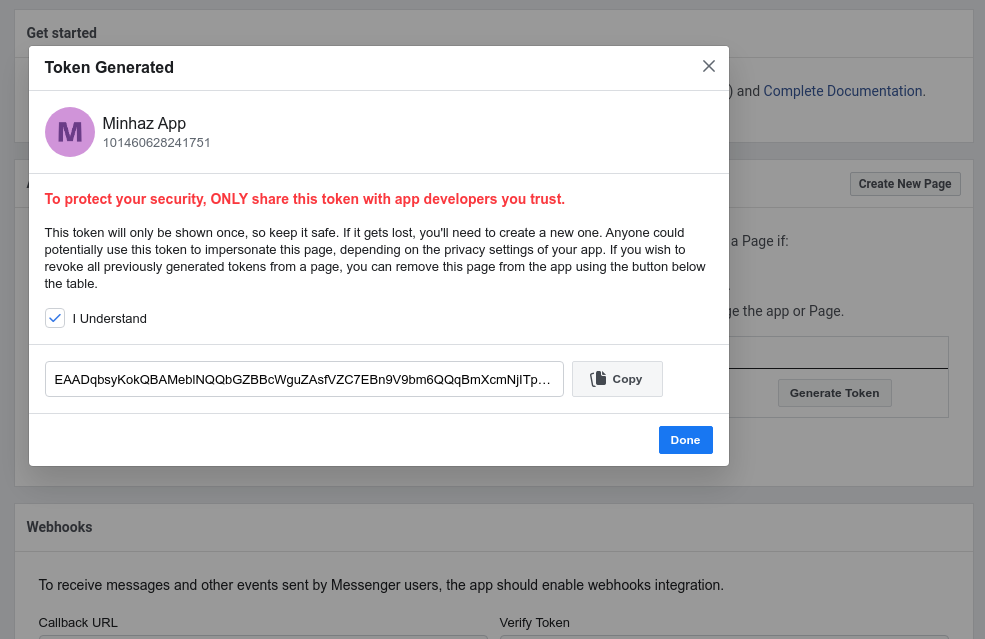 Get started
Token Generated
M
Minhaz App
101460628241751
) and Complete Documentation.
Create New Page
To protect your security, ONLY share this token with app developers you trust.
This token will only be shown once, so keep it safe. If it gets lost, you'll need to create a new one. Anyone could
potentially use this token to impersonate this page, depending on the privacy settings of your app. If you wish to
revoke all previously generated tokens from a page, you can remove this page from the app using the button below
the table.
a Page if:
ge the app or Page.
I Understand
EAADqbsyKokQBAMeblNQQbGZBBcWguZAsfVZC7EBn9V9bm6QQqBmXcmNjITp...
Copy
Generate Token
Done
Webhooks
To receive messages and other events sent by Messenger users, the app should enable webhooks integration.
Callback URL
Verify Token